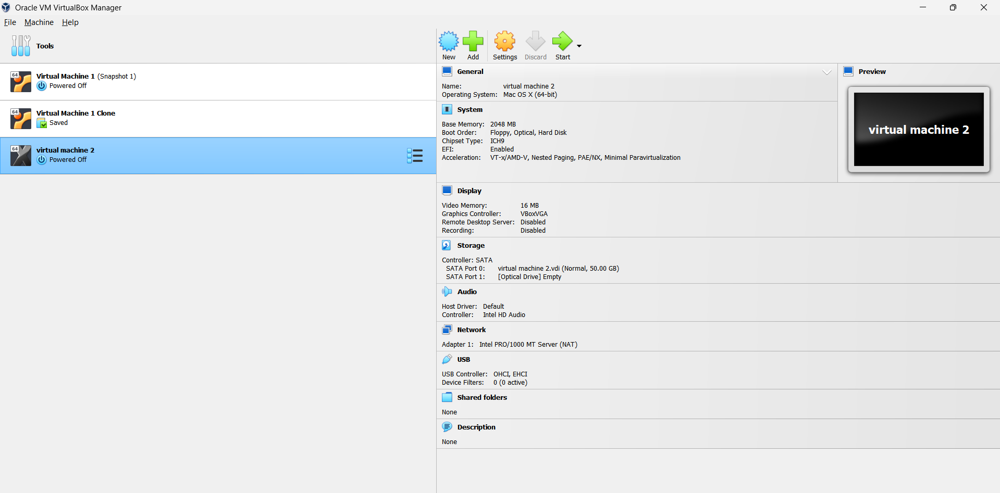 Oracle VM VirtualBox Manager
File Machine Help
Tools
New Add Settings Discard Start
64 Virtual Machine 1 (Snapshot 1)
Powered Off
64 Virtual Machine 1 Clone
Saved
64 virtual machine 2
Powered Off
General
Name: virtual machine 2
Operating System: Mac OS X (64-bit)
System
Base Memory: 2048 MB
Boot Order: Floppy, Optical, Hard Disk
Chipset Type: ICH9
EFI: Enabled
Acceleration: VT-x/AMD-V, Nested Paging, PAE/NX, Minimal Paravirtualization
Preview
virtual machine 2
Display
Video Memory: 16 MB
Graphics Controller: VBoxVGA
Remote Desktop Server: Disabled
Recording: Disabled
Storage
Controller: SATA
SATA Port 0: virtual machine 2.vdi (Normal, 50.00 GB)
SATA Port 1: [Optical Drive] Empty
Audio
Host Driver: Default
Controller: Intel HD Audio
Network
Adapter 1: Intel PRO/1000 MT Server (NAT)
USB
USB Controller: OHCI, EHCI
Device Filters: 0 (0 active)
Shared folders
None
Description
None